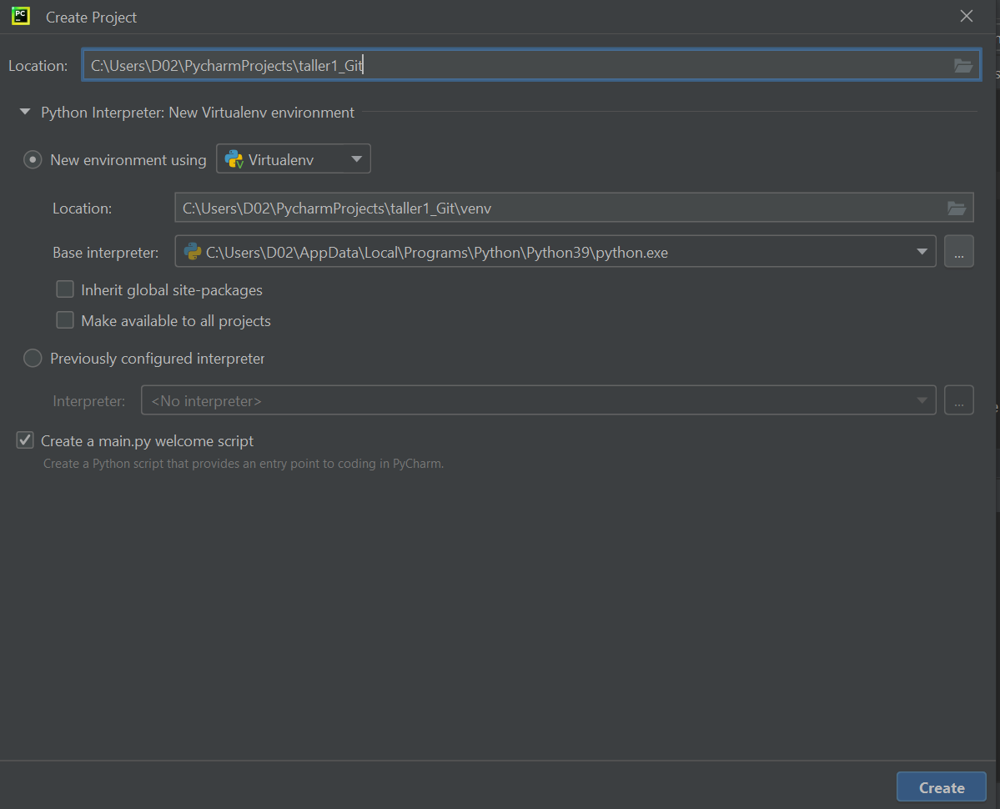 PC Create Project
Location: C:\Users\D02\PycharmProjects\taller1_Git
Python Interpreter: New Virtualenv environment
New environment using Virtualenv
Location: C:\Users\D02\PycharmProjects\taller1_Git\venv
Base interpreter: C:\Users\D02\AppData\Local\Programs\Python\Python39\python.exe ...
Inherit global site-packages
Make available to all projects
Previously configured interpreter
Interpreter: <No interpreter> ...
Create a main.py welcome script
Create a Python script that provides an entry point to coding in PyCharm.
Create